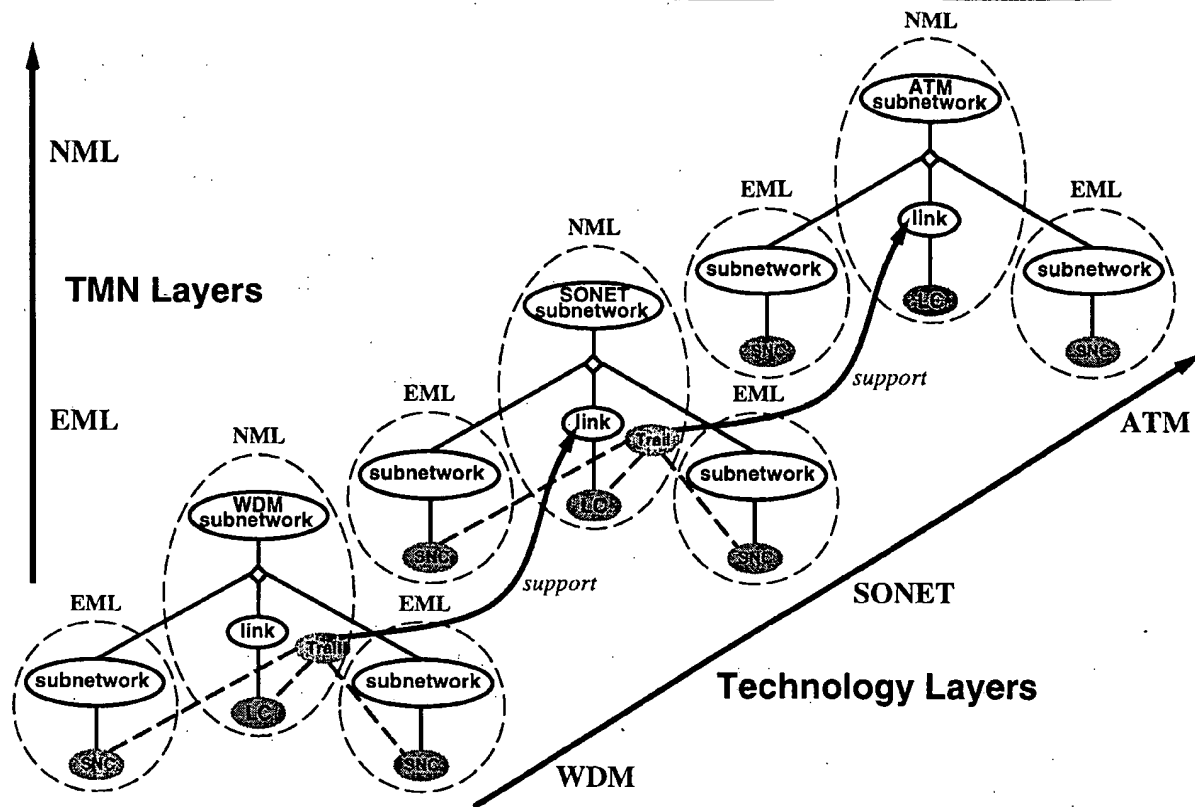 NML
ATM
subnetwork
NML
EML
EML
link
NML
subnetwork
subnetwork
TMN Layers
SONET
subnetwork
LC
SNC
SNC
support
EML
EML
EML
link
ATM
NML
Trail
subnetwork
subnetwork
WDM
subnetwork
LC
SNC
SNC
support
SONET
EML
EML
link
Trail
subnetwork
subnetwork
Technology Layers
LC
SNC
SNC
WDM